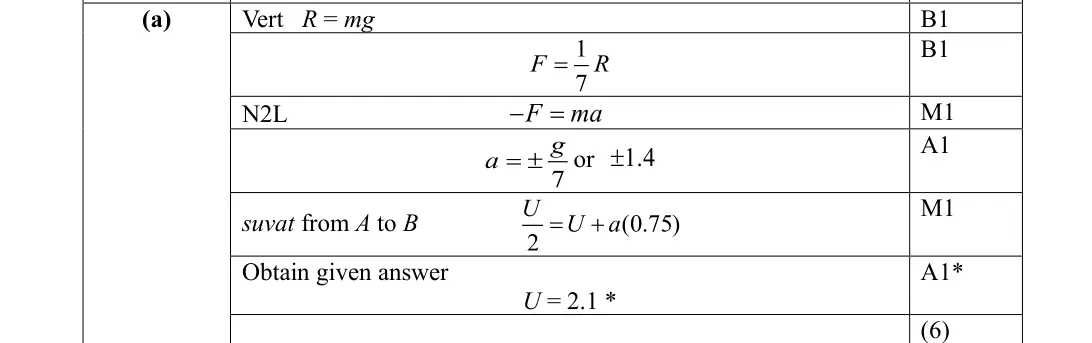 (a) Vert R = mg B1
F = 1/7 R B1
N2L −F = ma M1
a = ± g/7 or ±1.4 A1
suvat from A to B U/2 = U + a(0.75) M1
Obtain given answer A1*
U = 2.1 *
(6)